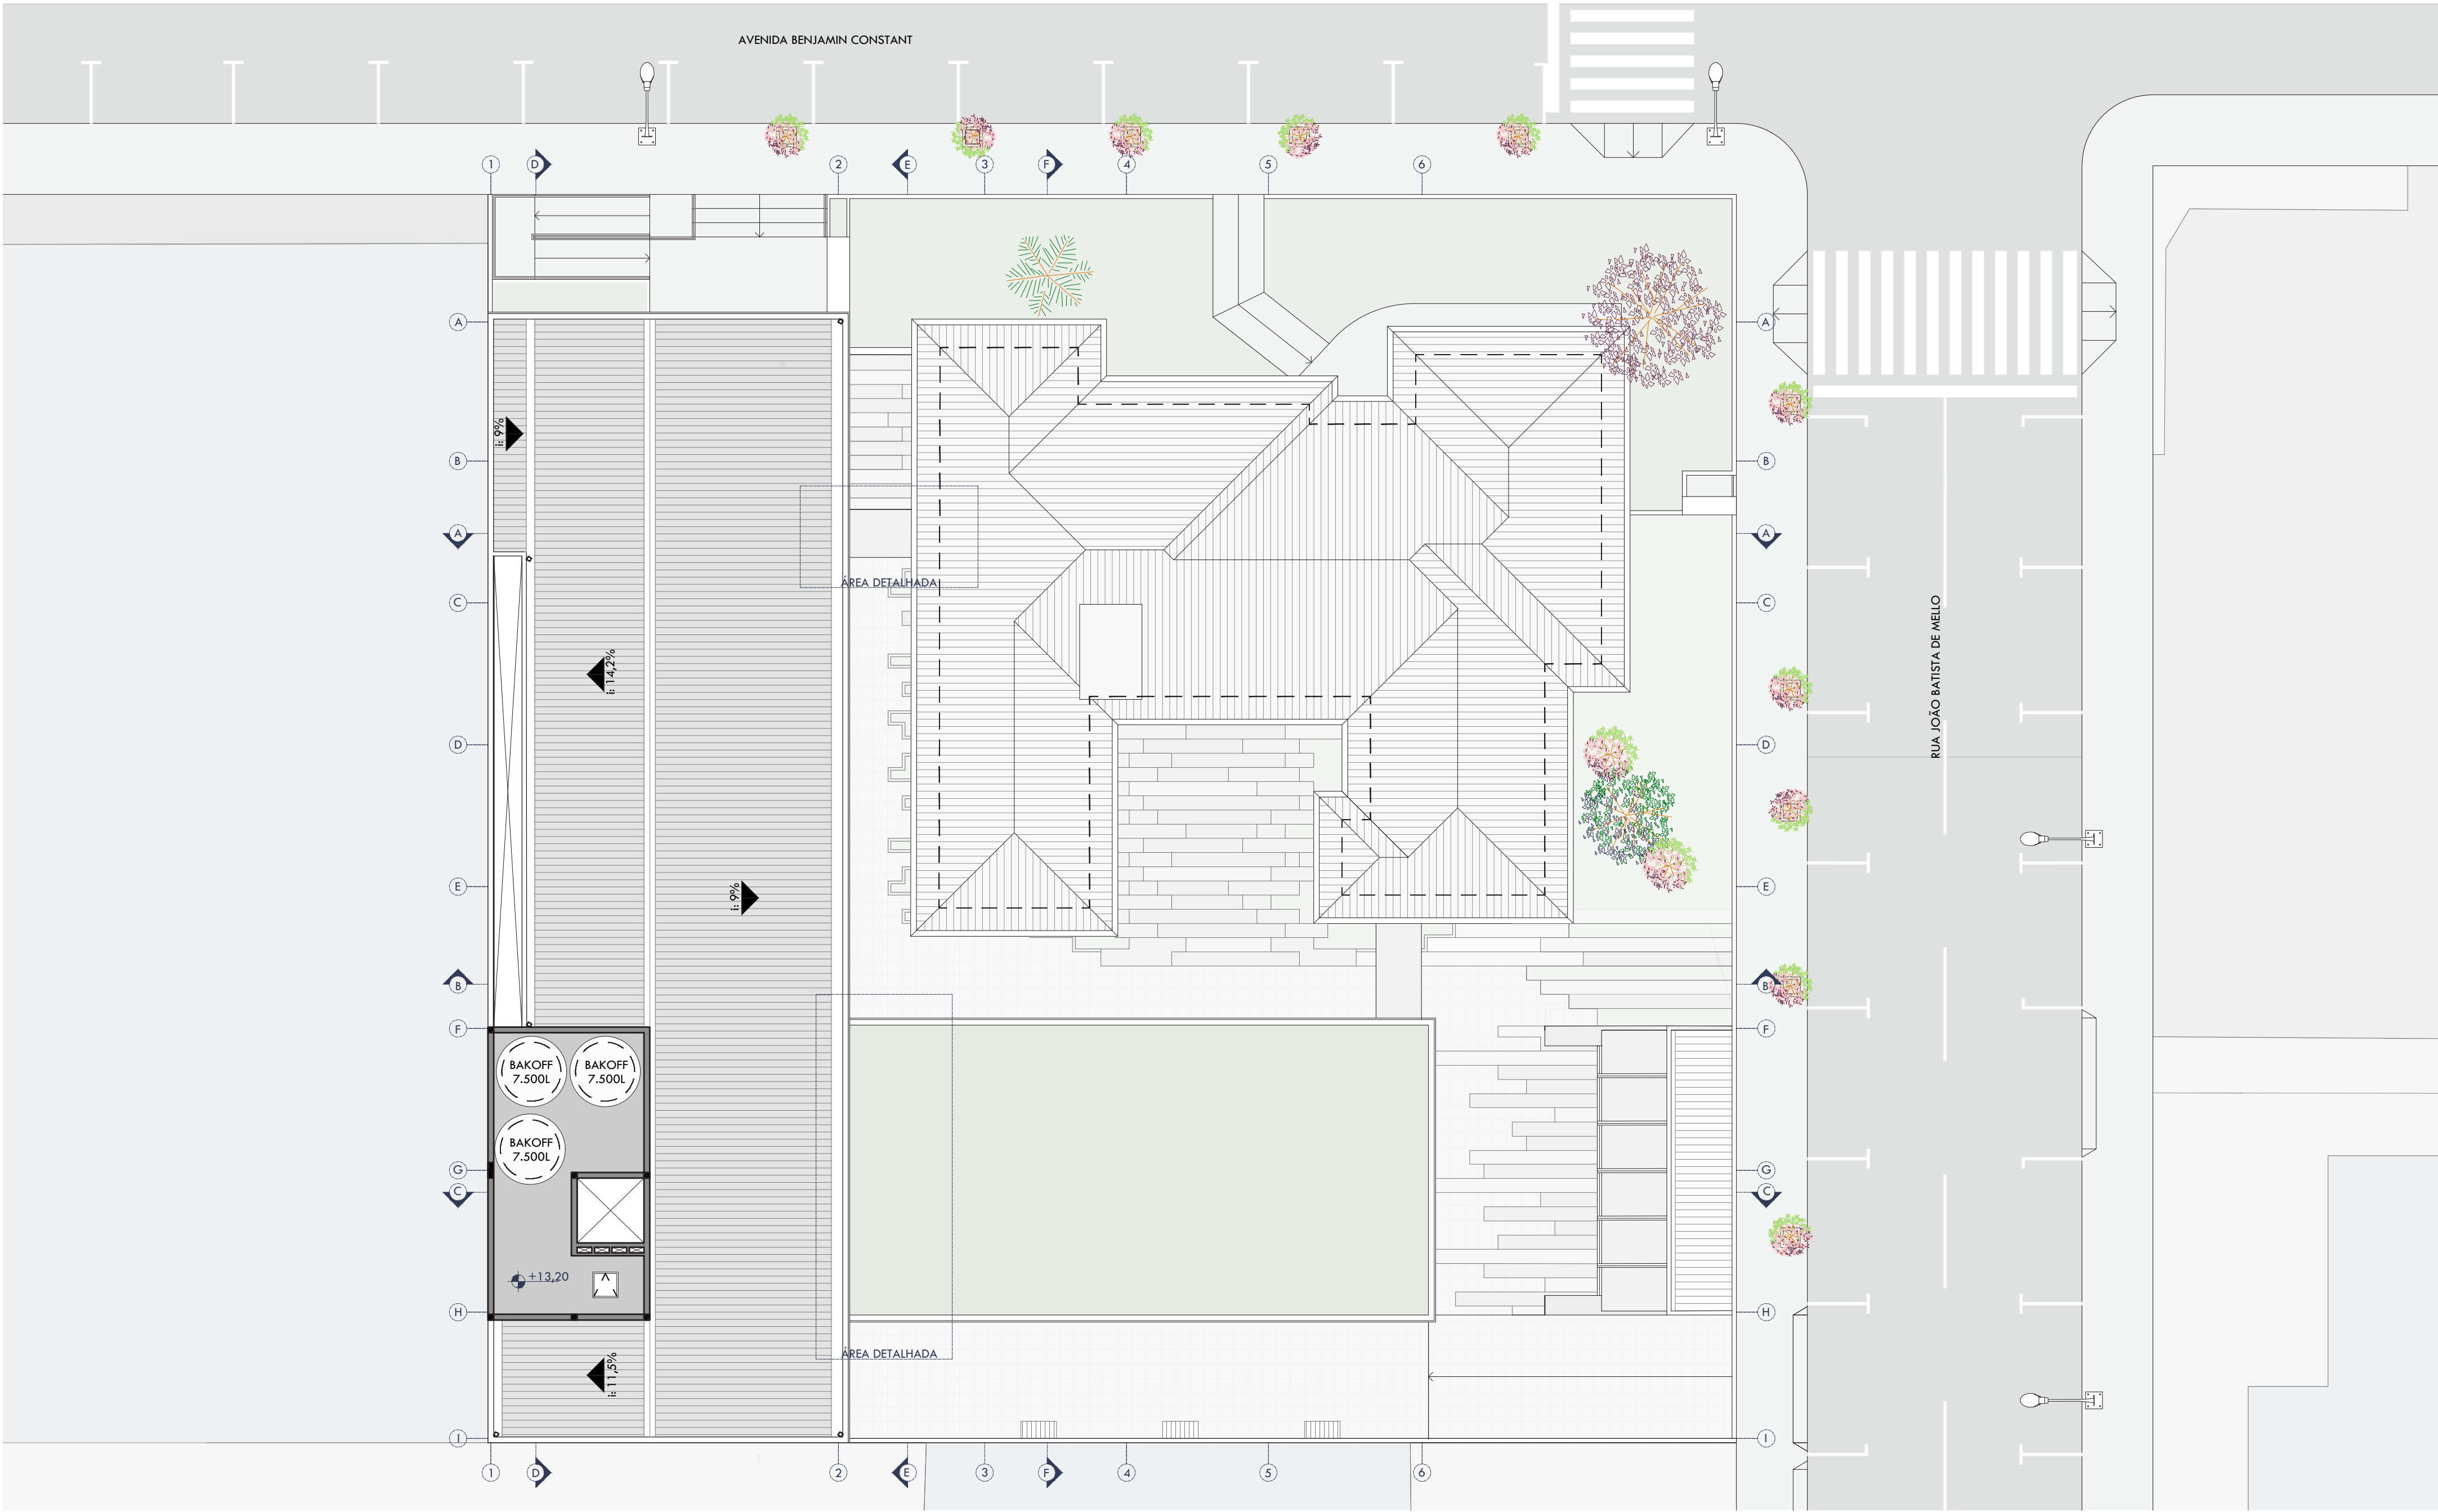 AVENIDA BENJAMIN CONSTANT
1
D
2
E
3
F
4
5
6
A
A
i: 9%
B
B
A
A
ÁREA DETALHADA
C
C
RUA JOÃO BATISTA DE MELLO
i: 14,2%
D
D
E
E
i: 9%
B
B
F
F
BAKOFF
7.500L
BAKOFF
7.500L
BAKOFF
7.500L
G
G
C
C
+13,20
H
H
ÁREA DETALHADA
i: 11,5%
I
I
1
D
2
E
3
F
4
5
6